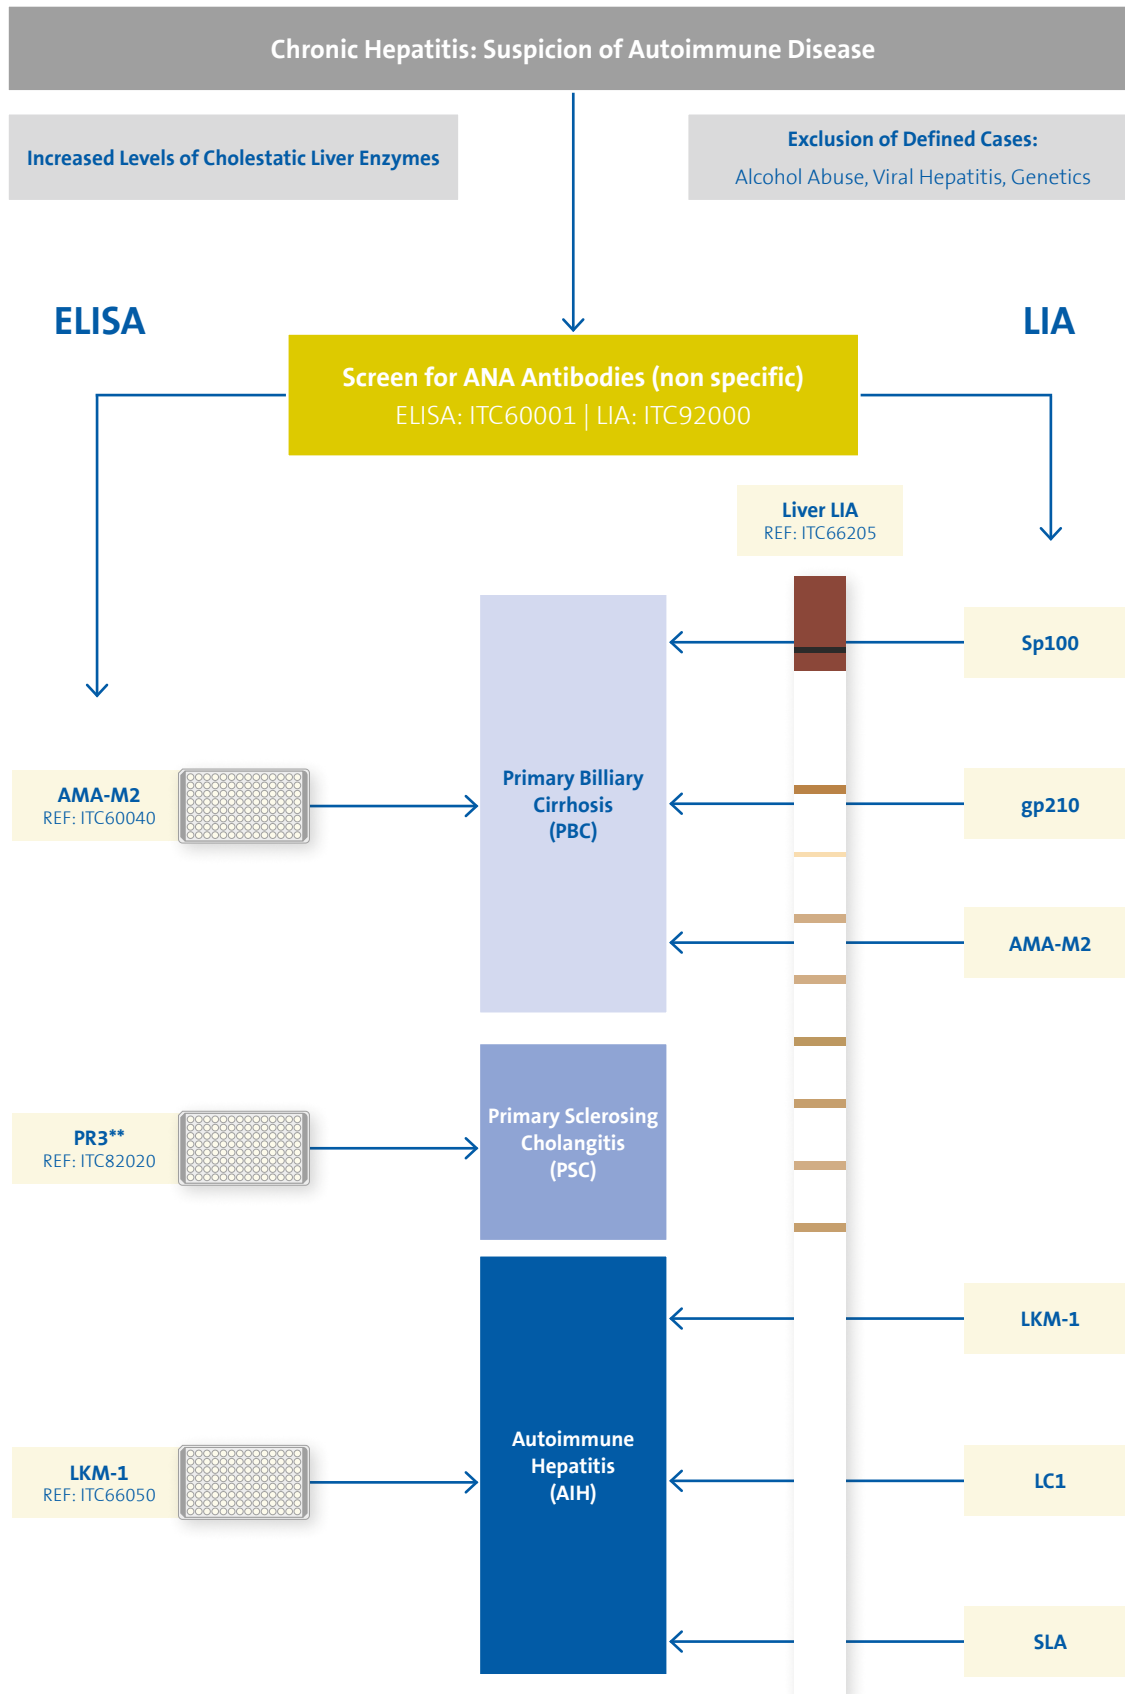 Chronic Hepatitis: Suspicion of Autoimmune Disease
Increased Levels of Cholestatic Liver Enzymes
Exclusion of Defined Cases:
Alcohol Abuse, Viral Hepatitis, Genetics
ELISA
LIA
Screen for ANA Antibodies (non specific)
ELISA: ITC60001 | LIA: ITC92000
Liver LIA
REF: ITC66205
Sp100
AMA-M2
REF: ITC60040
Primary Billiary
Cirrhosis
(PBC)
gp210
AMA-M2
PR3**
REF: ITC82020
Primary Sclerosing
Cholangitis
(PSC)
LKM-1
LKM-1
REF: ITC66050
Autoimmune
Hepatitis
(AIH)
LC1
SLA